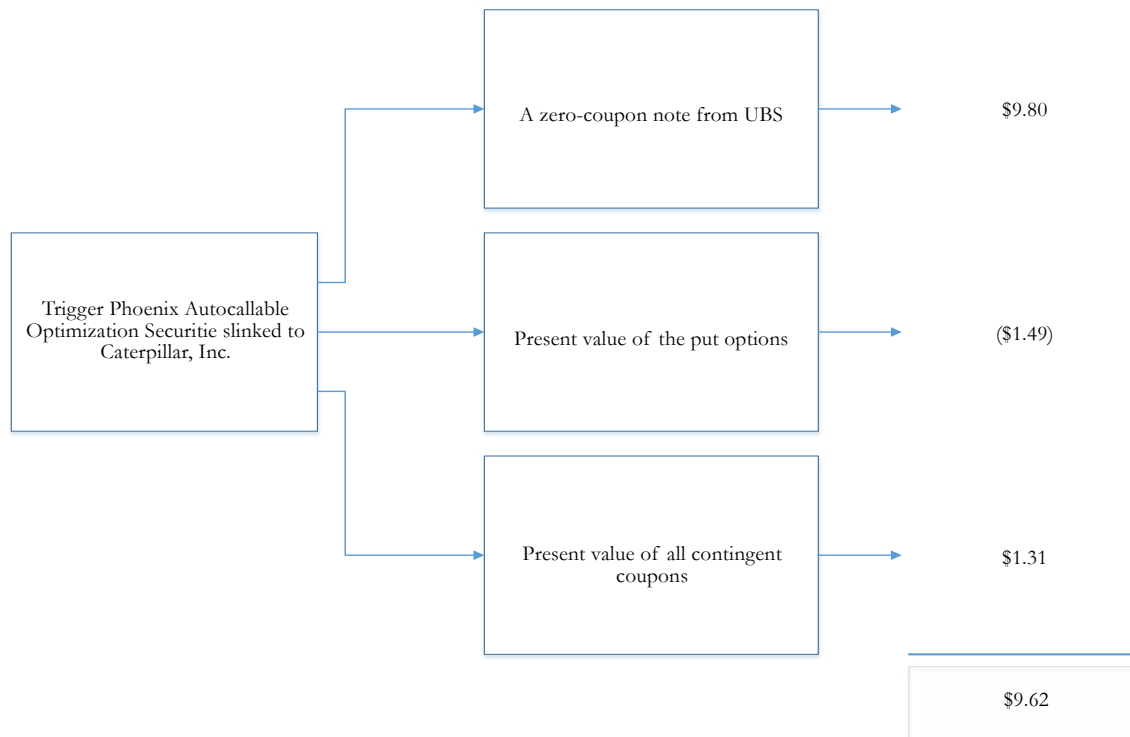 A zero-coupon note from UBS
$9.80
Trigger Phoenix Autocallable
Optimization Securitie slinked to
Caterpillar, Inc.
Present value of the put options
($1.49)
Present value of all contingent
coupons
$1.31
$9.62